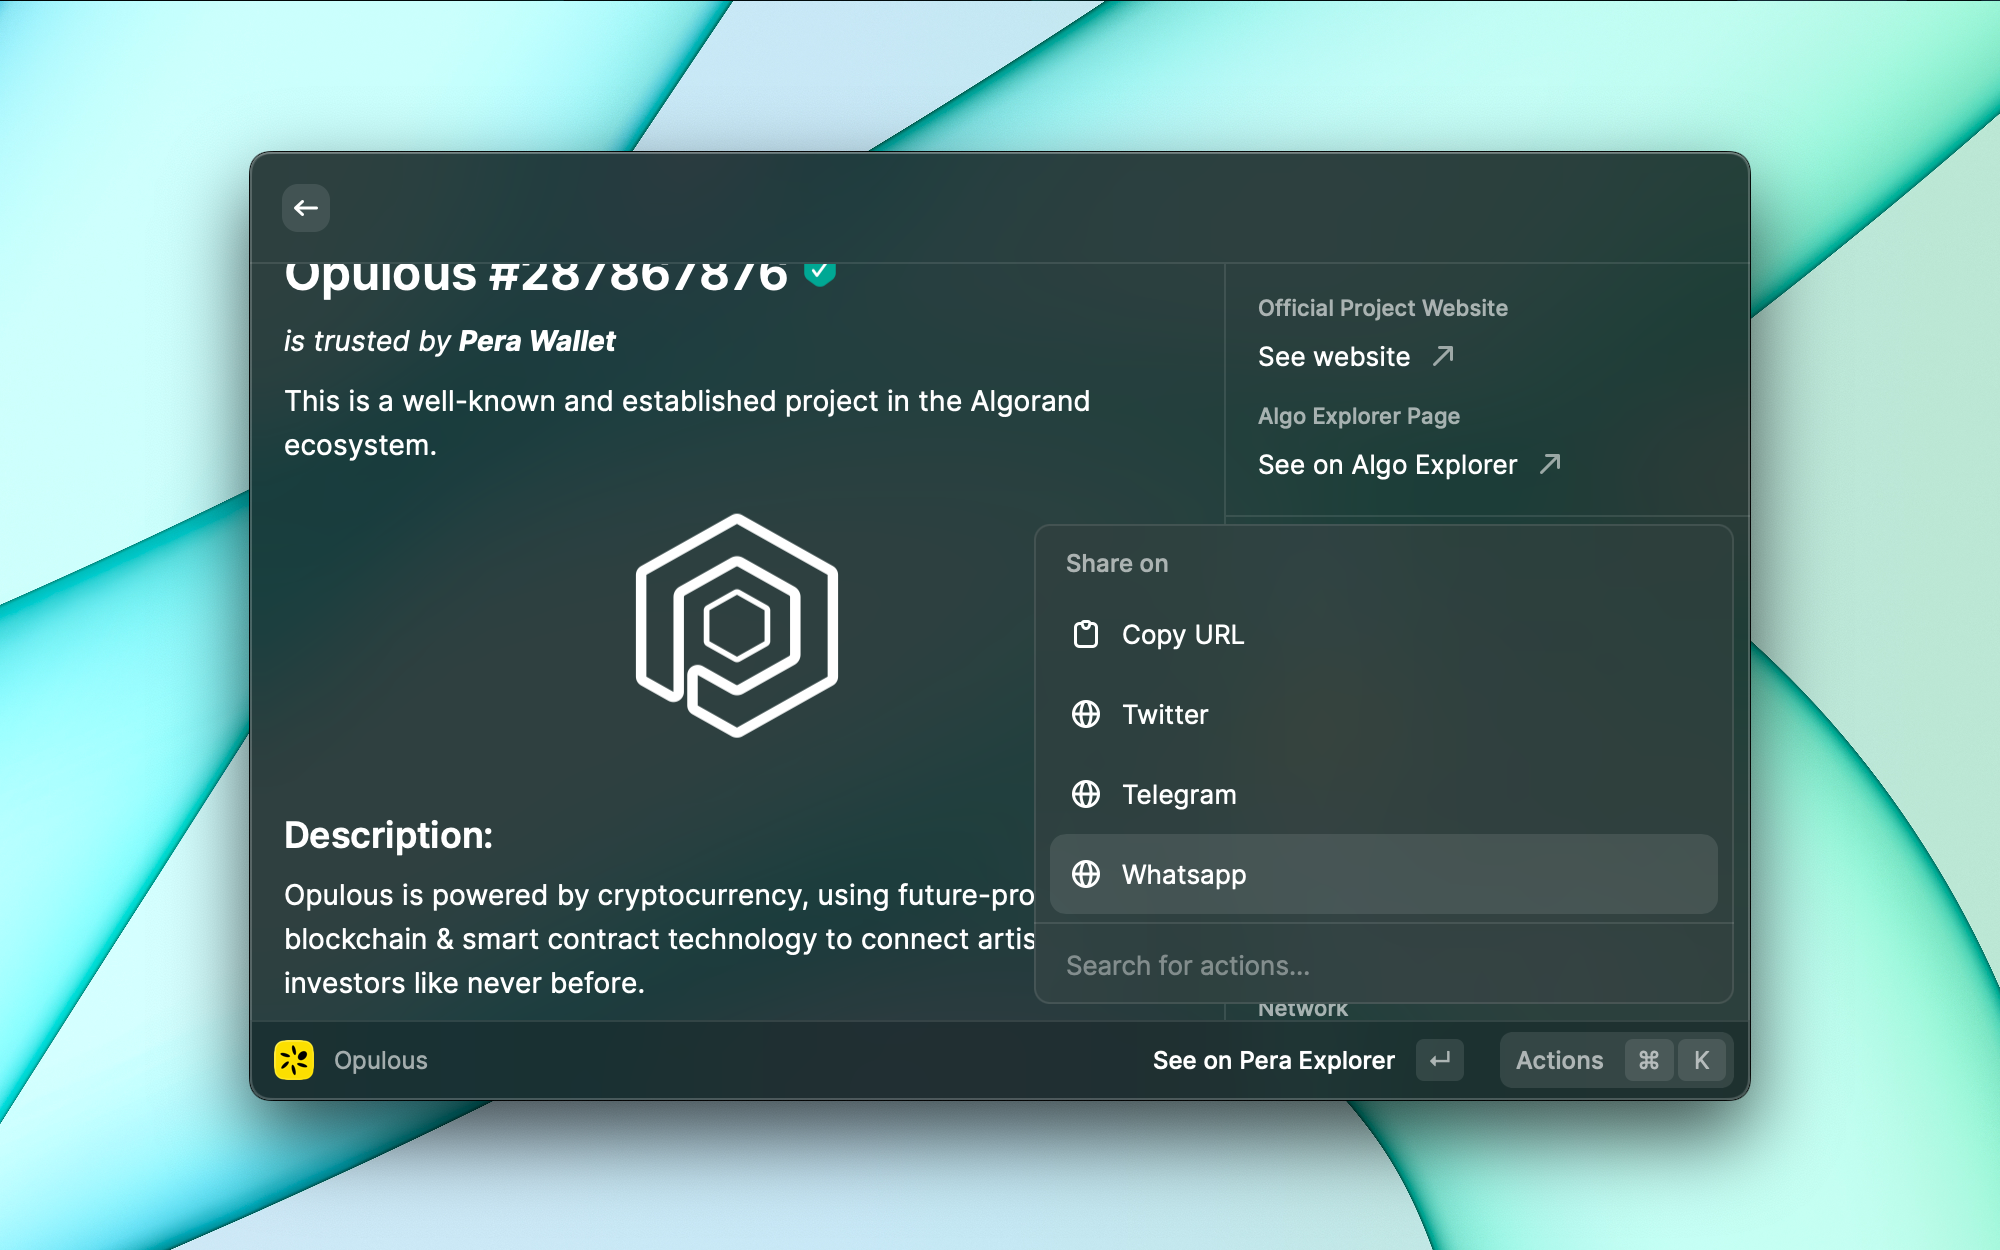 Opulous #287867876
is trusted by Pera Wallet
This is a well-known and established project in the Algorand
ecosystem.
Description:
Opulous is powered by cryptocurrency, using future-pro
blockchain & smart contract technology to connect artis
investors like never before.
Official Project Website
See website
Algo Explorer Page
See on Algo Explorer
Share on
Copy URL
Twitter
Telegram
Whatsapp
Search for actions...
Network
Opulous
See on Pera Explorer
Actions ⌘ K